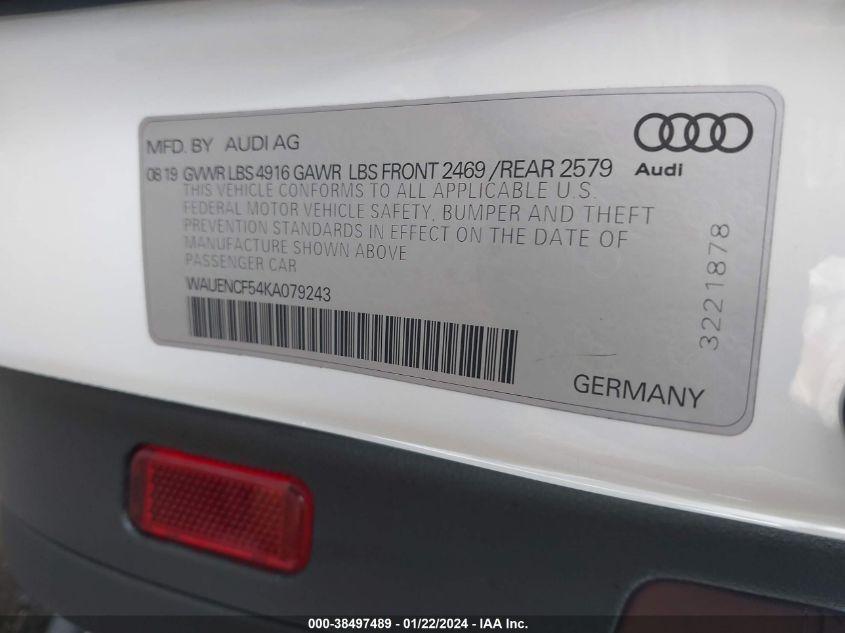 MFD. BY AUDI AG
08 19 GVWR LBS 4916 GAWR LBS FRONT 2469 /REAR 2579
THIS VEHICLE CONFORMS TO ALL APPLICABLE U.S.
FEDERAL MOTOR VEHICLE SAFETY, BUMPER AND THEFT
PREVENTION STANDARDS IN EFFECT ON THE DATE OF
MANUFACTURE SHOWN ABOVE
PASSENGER CAR
WAUENCF54KA079243
Audi
3221878
GERMANY
000-38497489 - 01/22/2024 - IAA Inc.